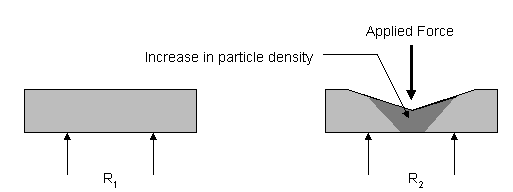 Applied Force
Increase in particle density
R1
R2